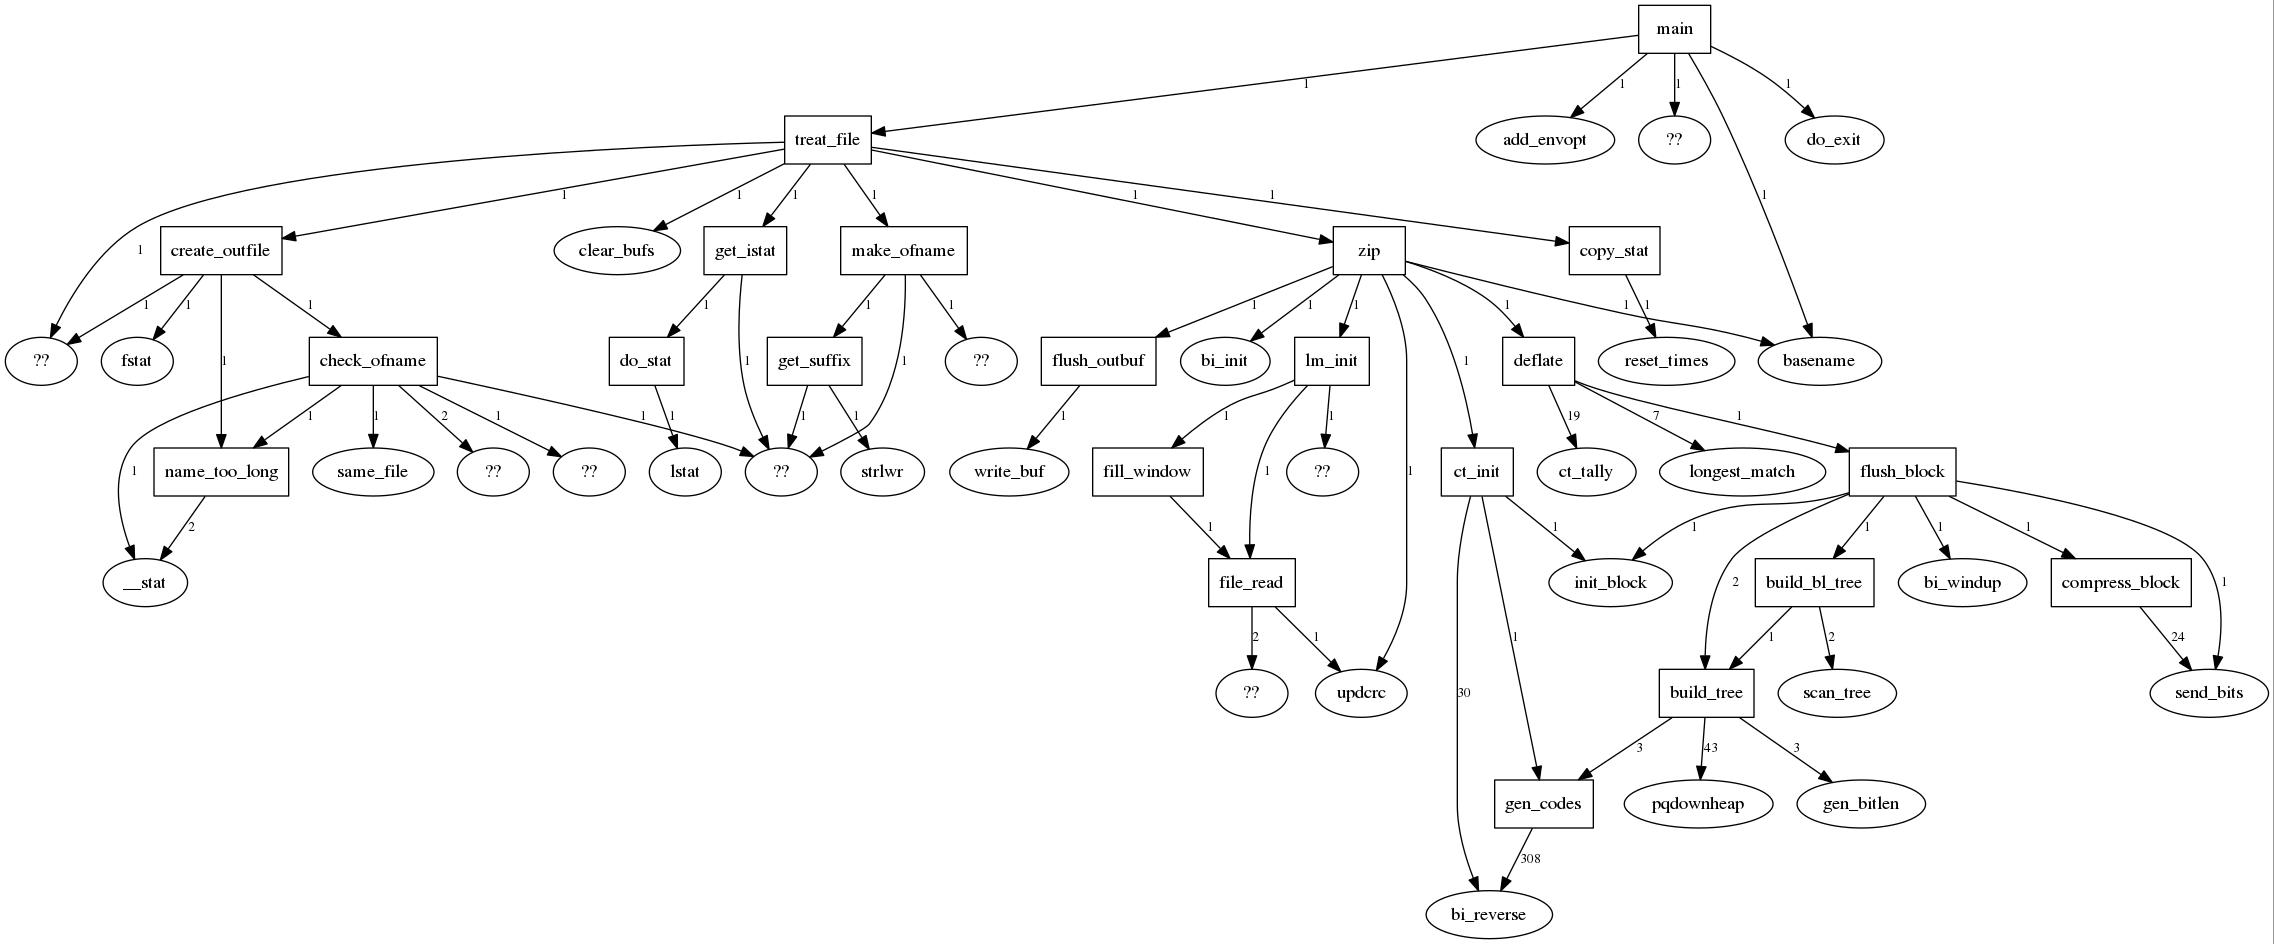 main
1
1
1
1
treat_file
add_envopt
??
do_exit
1
1
1
1
1
1
1
create_outfile
clear_bufs
get_istat
make_ofname
zip
copy_stat
1
1
1
1
1
1
1
1
1
1
1
1
1
??
fstat
check_ofname
do_stat
get_suffix
??
flush_outbuf
bi_init
lm_init
deflate
reset_times
basename
1
1
1
1
1
1
2
1
1
1
1
1
1
1
1
19
7
1
name_too_long
same_file
??
??
lstat
??
strlwr
write_buf
fill_window
??
ct_init
ct_tally
longest_match
flush_block
1
1
2
1
1
1
1
1
1
1
__stat
file_read
init_block
build_bl_tree
bi_windup
compress_block
2
1
2
1
1
1
2
24
1
??
updcrc
build_tree
scan_tree
send_bits
30
3
43
3
gen_codes
pqdownheap
gen_bitlen
308
bi_reverse